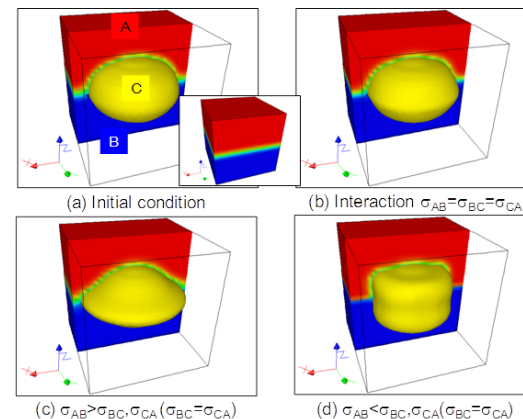 A
C
B
(a) Initial condition
(b) Interaction σAB=σBC=σCA
(c) σAB>σBC,σCA(σBC=σCA)
(d) σAB<σBC,σCA(σBC=σCA)